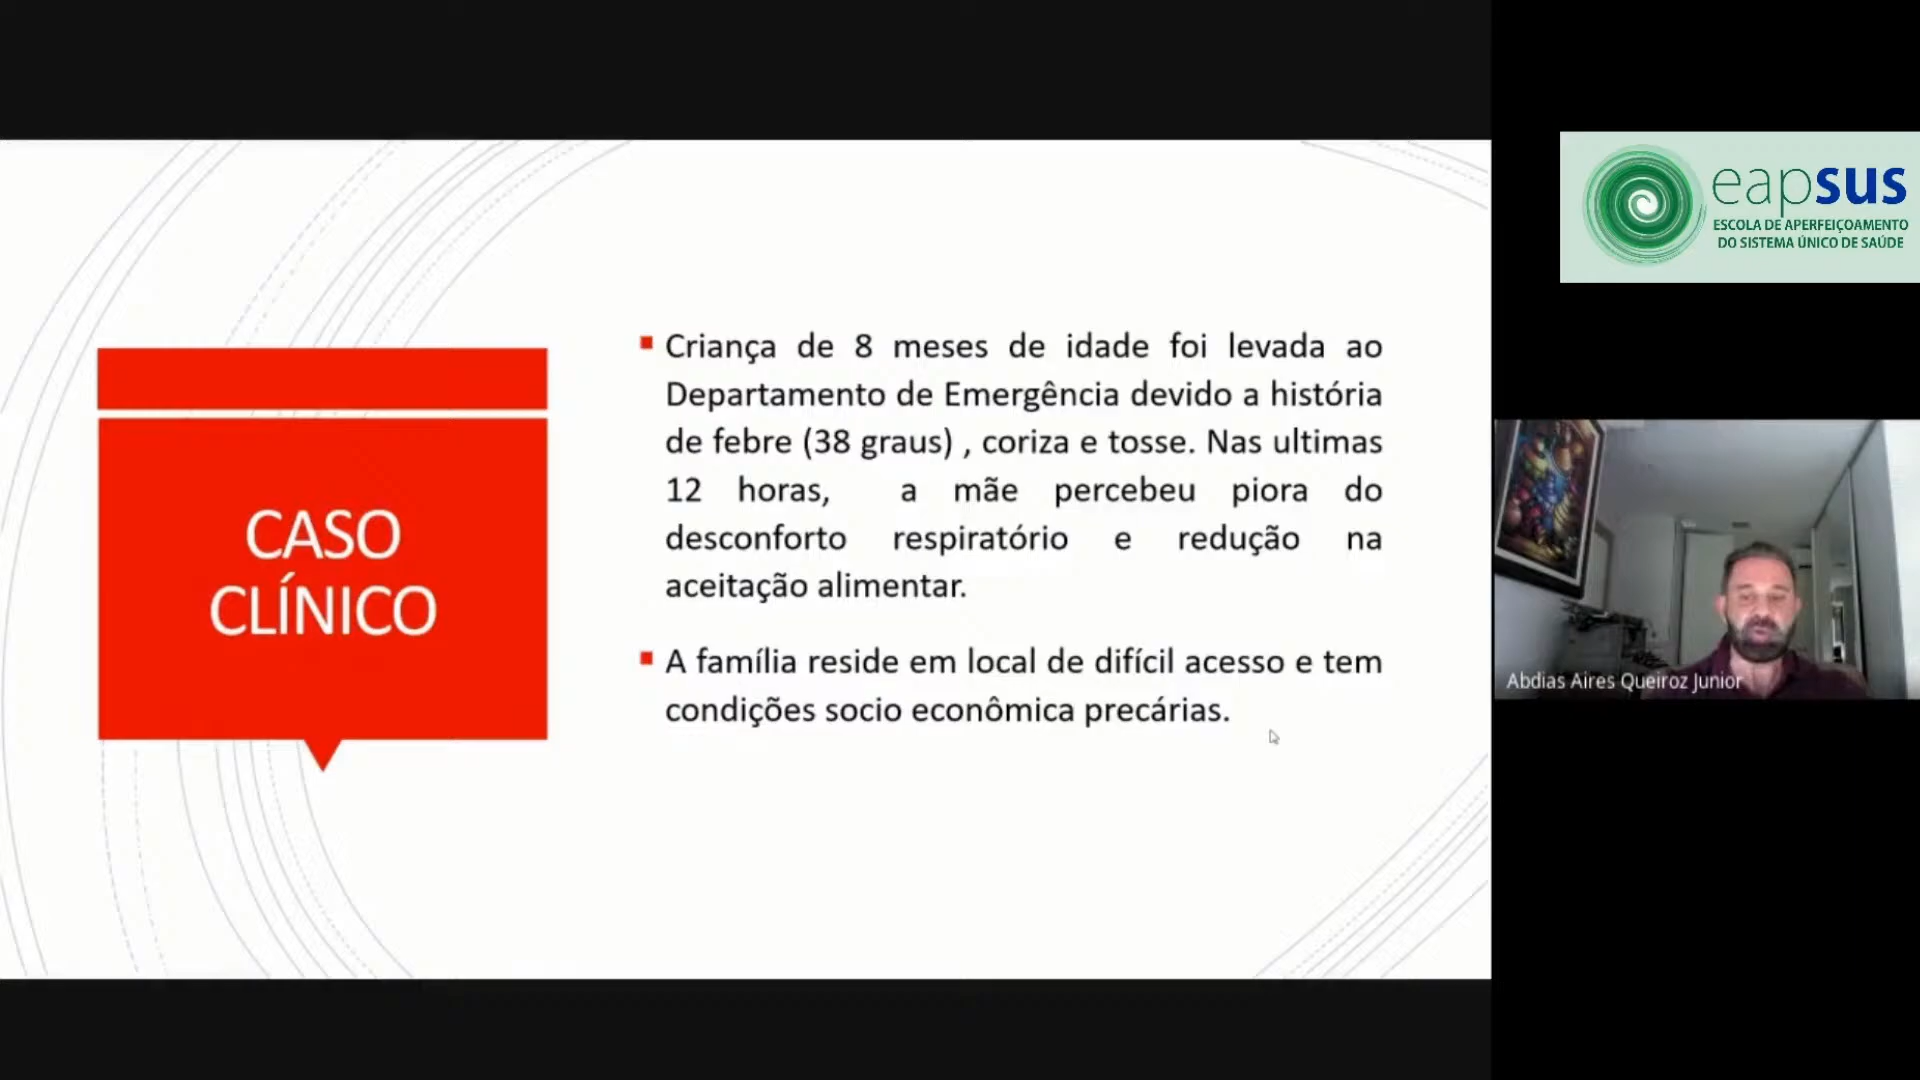 CASO
CLÍNICO
Criança de 8 meses de idade foi levada ao
Departamento de Emergência devido a história
de febre (38 graus) , coriza e tosse. Nas ultimas
12 horas, a mãe percebeu piora do
desconforto respiratório e redução na
aceitação alimentar.
A família reside em local de difícil acesso e tem
condições socio econômica precárias.
eapsus
ESCOLA DE APERFEIÇOAMENTO
DO SISTEMA ÚNICO DE SAÚDE
Abdias Aires Queiroz Junior